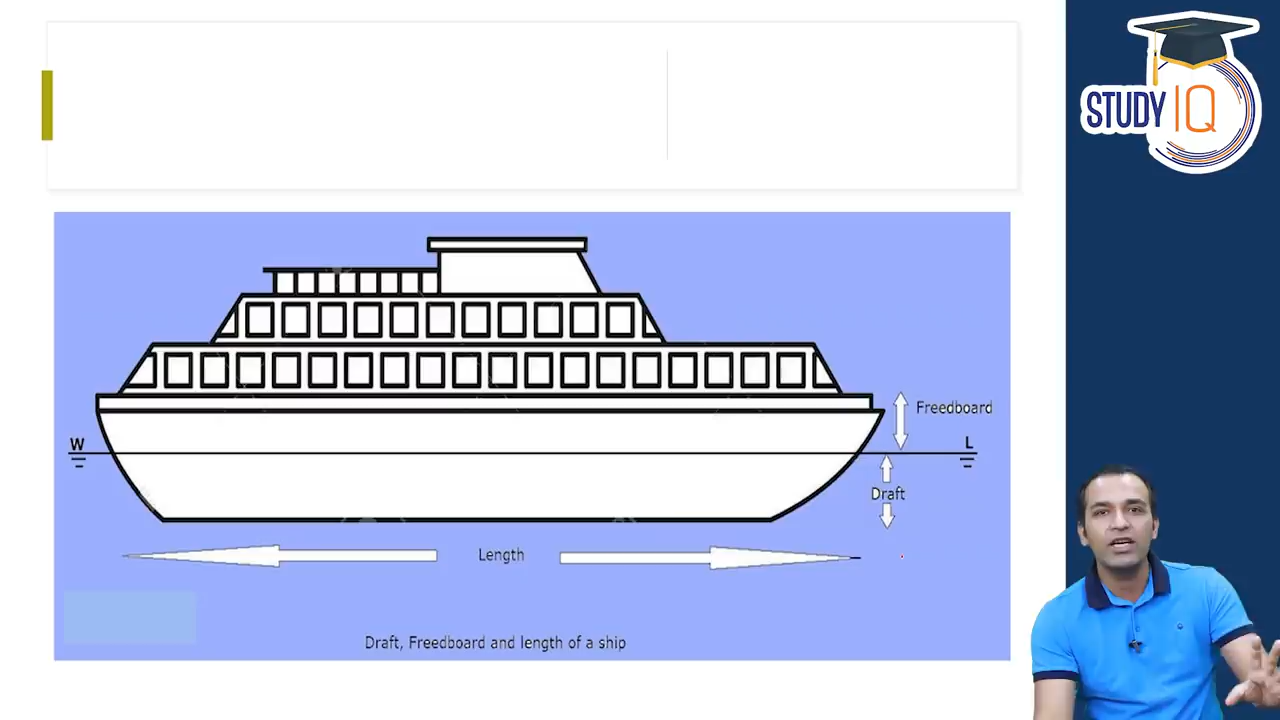 STUDY IQ
Freedboard
W
L
Draft
Length
Draft, Freedboard and length of a ship